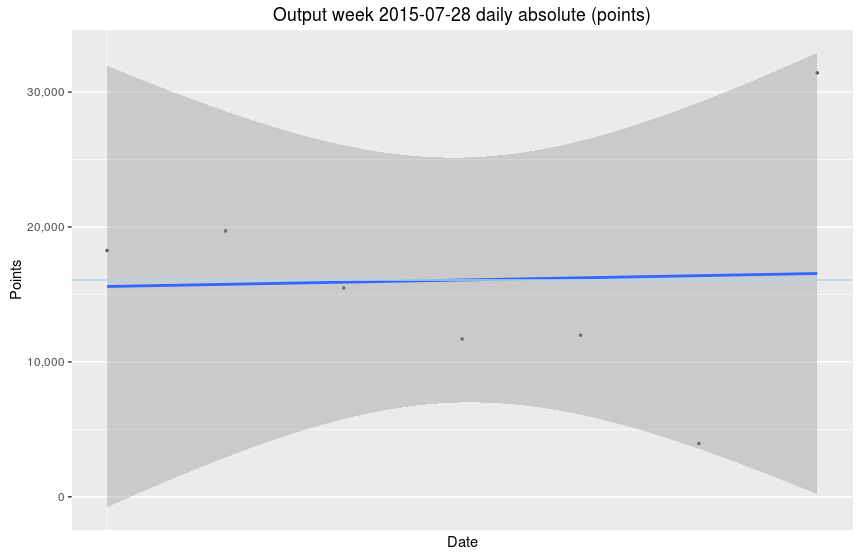 Output week 2015-07-28 daily absolute (points)
30,000
20,000
10,000
0
Points
Date